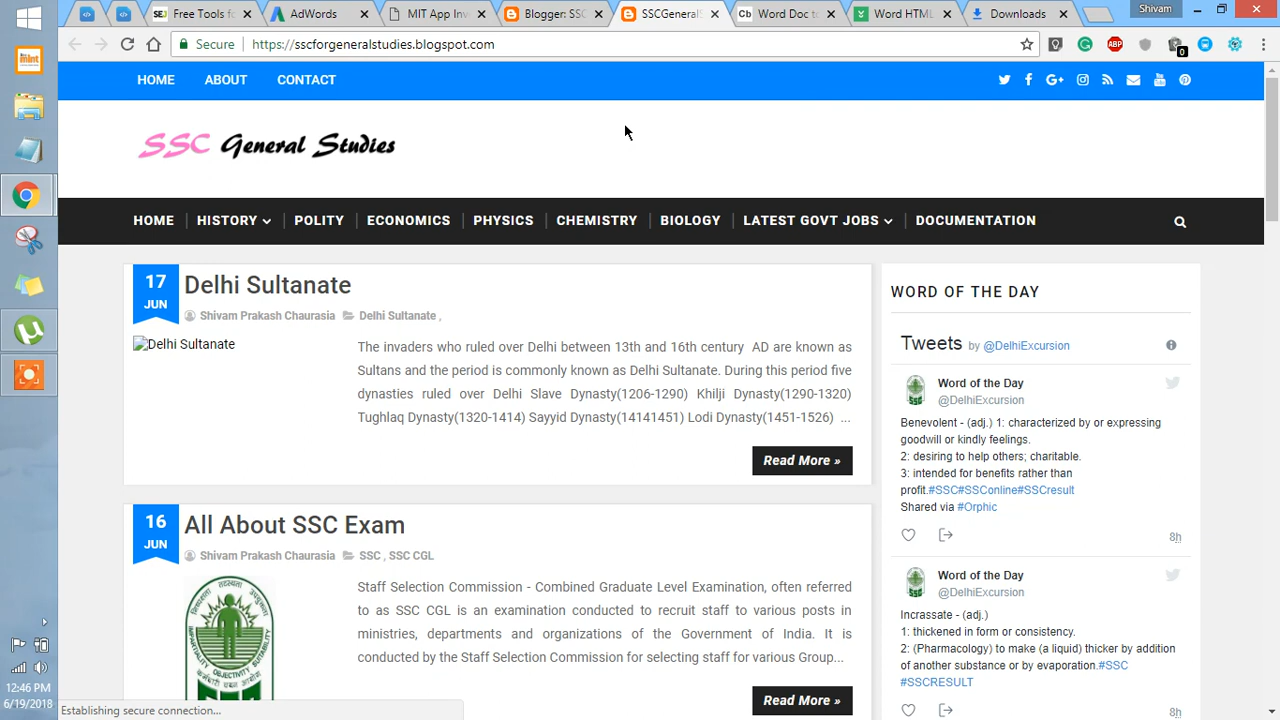 Free Tools for
AdWords
MIT App Inv
Blogger: SSC
SSCGeneralS
Word Doc to
Word HTML
Downloads
Shivam
Secure
https://sscforgeneralstudies.blogspot.com
HOME ABOUT CONTACT
SSC General Studies
HOME HISTORY POLITY ECONOMICS PHYSICS CHEMISTRY BIOLOGY LATEST GOVT JOBS DOCUMENTATION
17
JUN
Delhi Sultanate
Shivam Prakash Chaurasia Delhi Sultanate ,
Delhi Sultanate
The invaders who ruled over Delhi between 13th and 16th century AD are known as
Sultans and the period is commonly known as Delhi Sultanate. During this period five
dynasties ruled over Delhi Slave Dynasty(1206-1290) Khilji Dynasty(1290-1320)
Tughlaq Dynasty(1320-1414) Sayyid Dynasty(14141451) Lodi Dynasty(1451-1526) ...
Read More »
16
JUN
All About SSC Exam
Shivam Prakash Chaurasia SSC , SSC CGL
Staff Selection Commission - Combined Graduate Level Examination, often referred
to as SSC CGL is an examination conducted to recruit staff to various posts in
ministries, departments and organizations of the Government of India. It is
conducted by the Staff Selection Commission for selecting staff for various Group...
Read More »
WORD OF THE DAY
Tweets by @DelhiExcursion
Word of the Day
@DelhiExcursion
Benevolent - (adj.) 1: characterized by or expressing
goodwill or kindly feelings.
2: desiring to help others; charitable.
3: intended for benefits rather than
profit.#SSC#SSConline#SSCresult
Shared via #Orphic
8h
Word of the Day
@DelhiExcursion
Incrassate - (adj.)
1: thickened in form or consistency.
2: (Pharmacology) to make (a liquid) thicker by addition
of another substance or by evaporation.#SSC
#SSCRESULT
8h
Establishing secure connection...
12:46 PM
6/19/2018